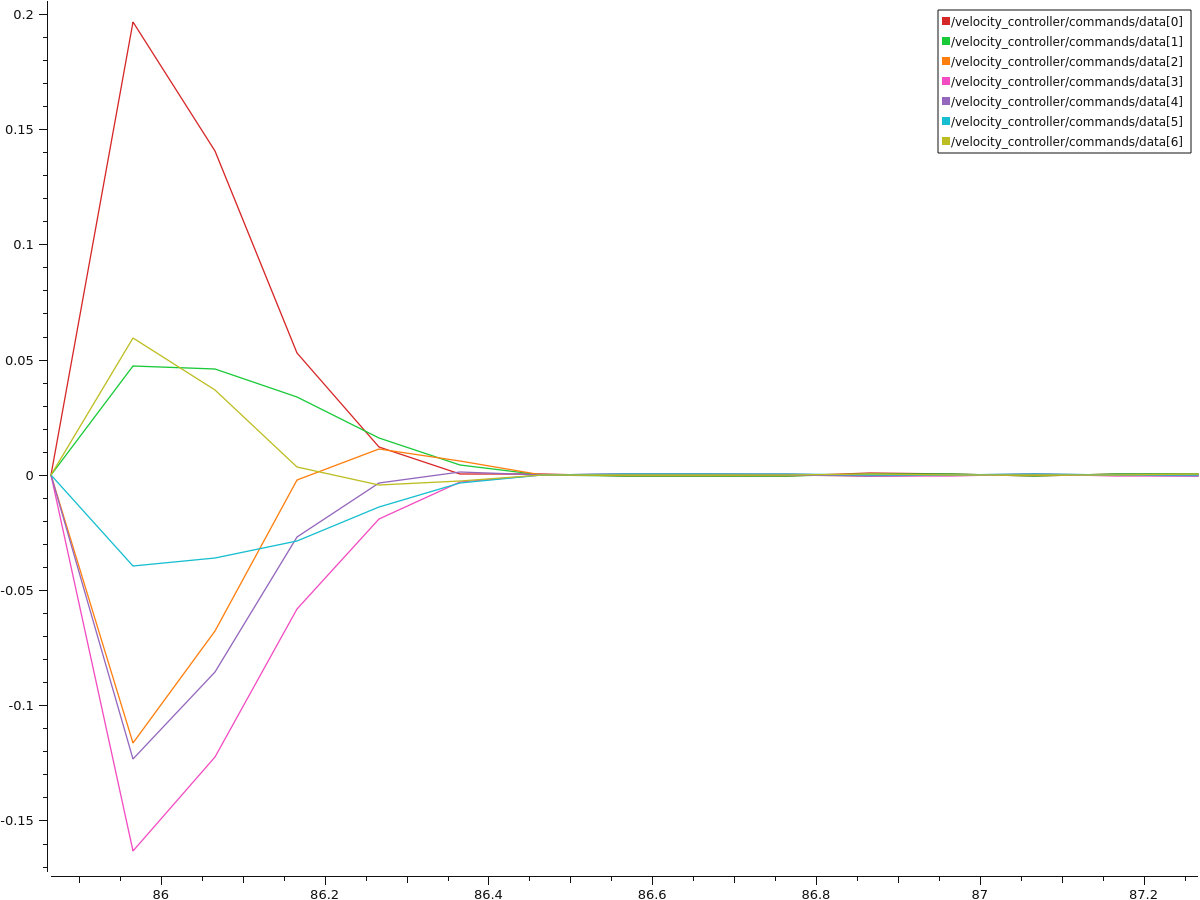 /velocity_controller/commands/data[0]
/velocity_controller/commands/data[1]
/velocity_controller/commands/data[2]
/velocity_controller/commands/data[3]
/velocity_controller/commands/data[4]
/velocity_controller/commands/data[5]
/velocity_controller/commands/data[6]
0.2
0.15
0.1
0.05
0
-0.05
-0.1
-0.15
86 86.2 86.4 86.6 86.8 87 87.2